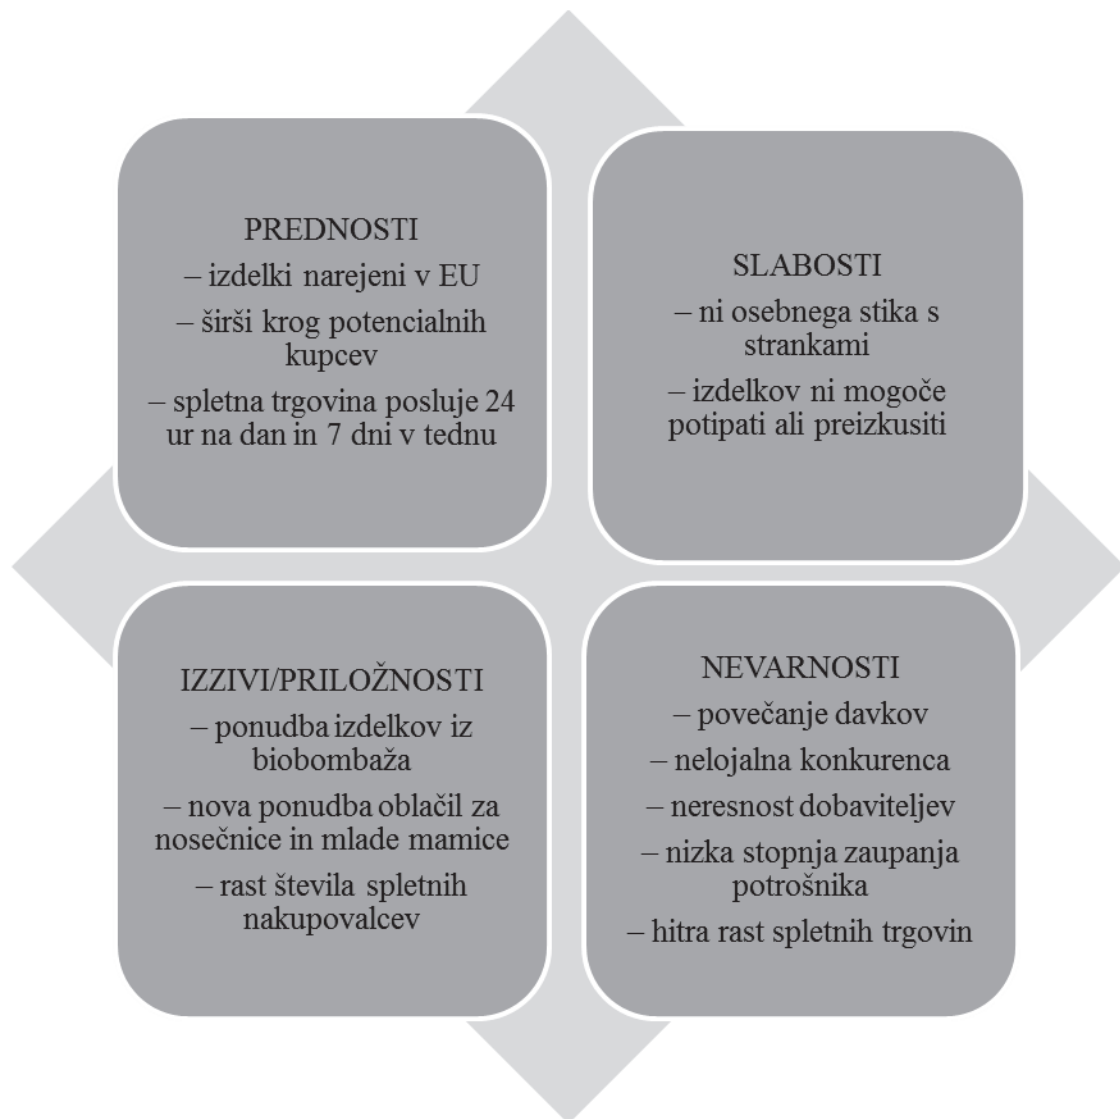 PREDNOSTI
– izdelki narejeni v EU
– širši krog potencialnih
kupcev
– spletna trgovina posluje 24
ur na dan in 7 dni v tednu
SLABOSTI
– ni osebnega stika s
strankami
– izdelkov ni mogoče
potipati ali preizkusiti
IZZIVI/PRILOŽNOSTI
– ponudba izdelkov iz
biobombaža
– nova ponudba oblačil za
nosečnice in mlade mamice
– rast števila spletnih
nakupovalcev
NEVARNOSTI
– povečanje davkov
– nelojalna konkurenca
– neresnost dobaviteljev
– nizka stopnja zaupanja
potrošnika
– hitra rast spletnih trgovin